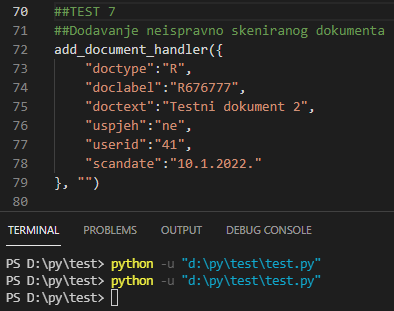 70 ##TEST 7
71 ##Dodavanje neispravno skeniranog dokumenta
72 add_document_handler({
73 "doctype":"R",
74 "doclabel":"R676777",
75 "doctext":"Testni dokument 2",
76 "uspjeh":"ne",
77 "userid":"41",
78 "scandate":"10.1.2022."
79 }, "")
80
TERMINAL PROBLEMS OUTPUT DEBUG CONSOLE
PS D:\py\test> python -u "d:\py\test\test.py"
PS D:\py\test> python -u "d:\py\test\test.py"
PS D:\py\test>